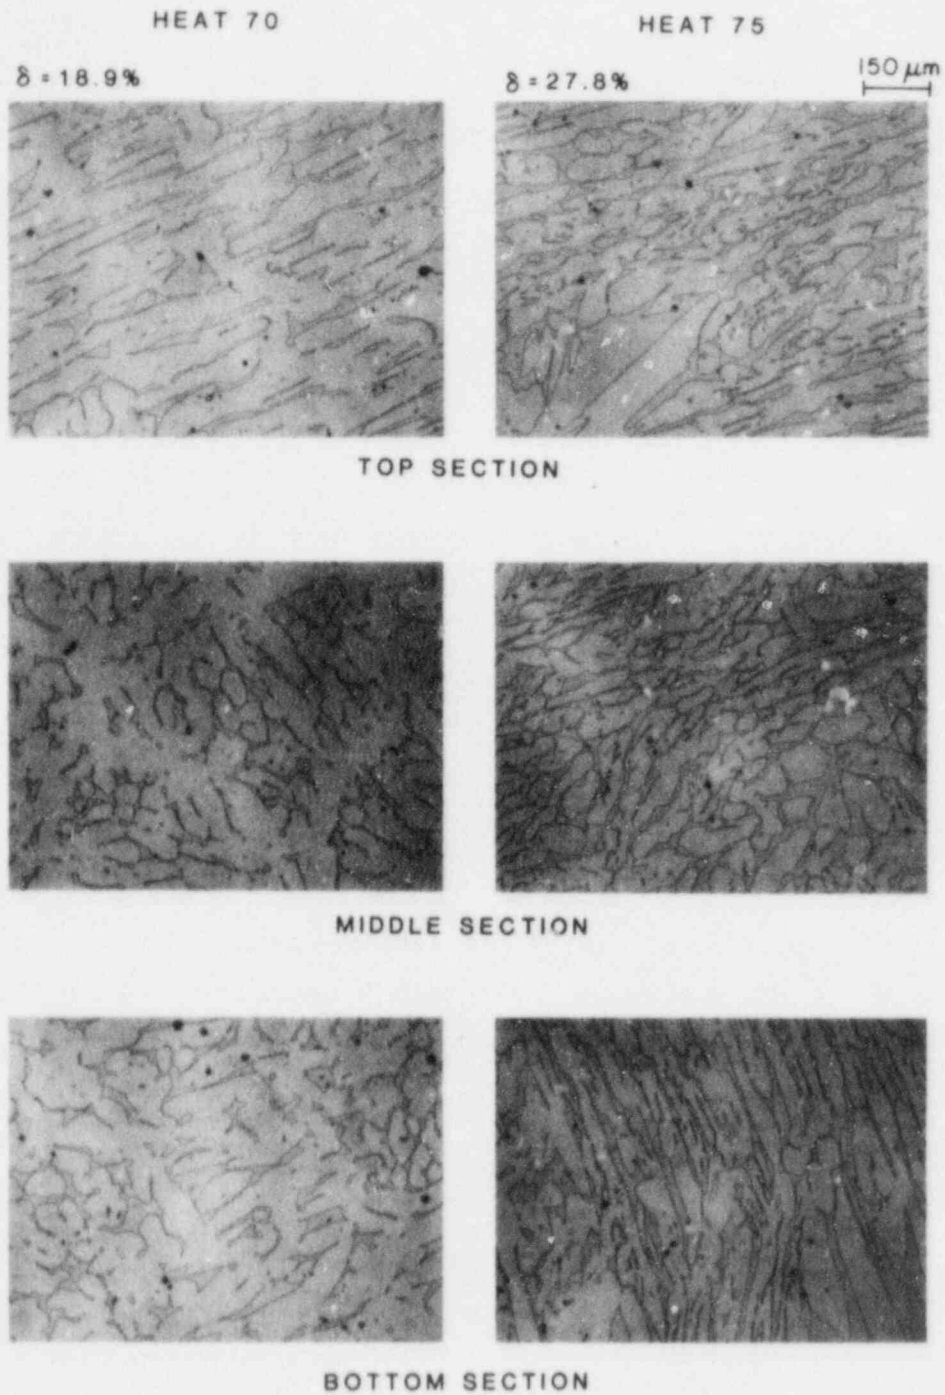 HEAT 70
HEAT 75
δ = 18.9%
δ = 27.8%
150 μm
TOP SECTION
MIDDLE SECTION
BOTTOM SECTION